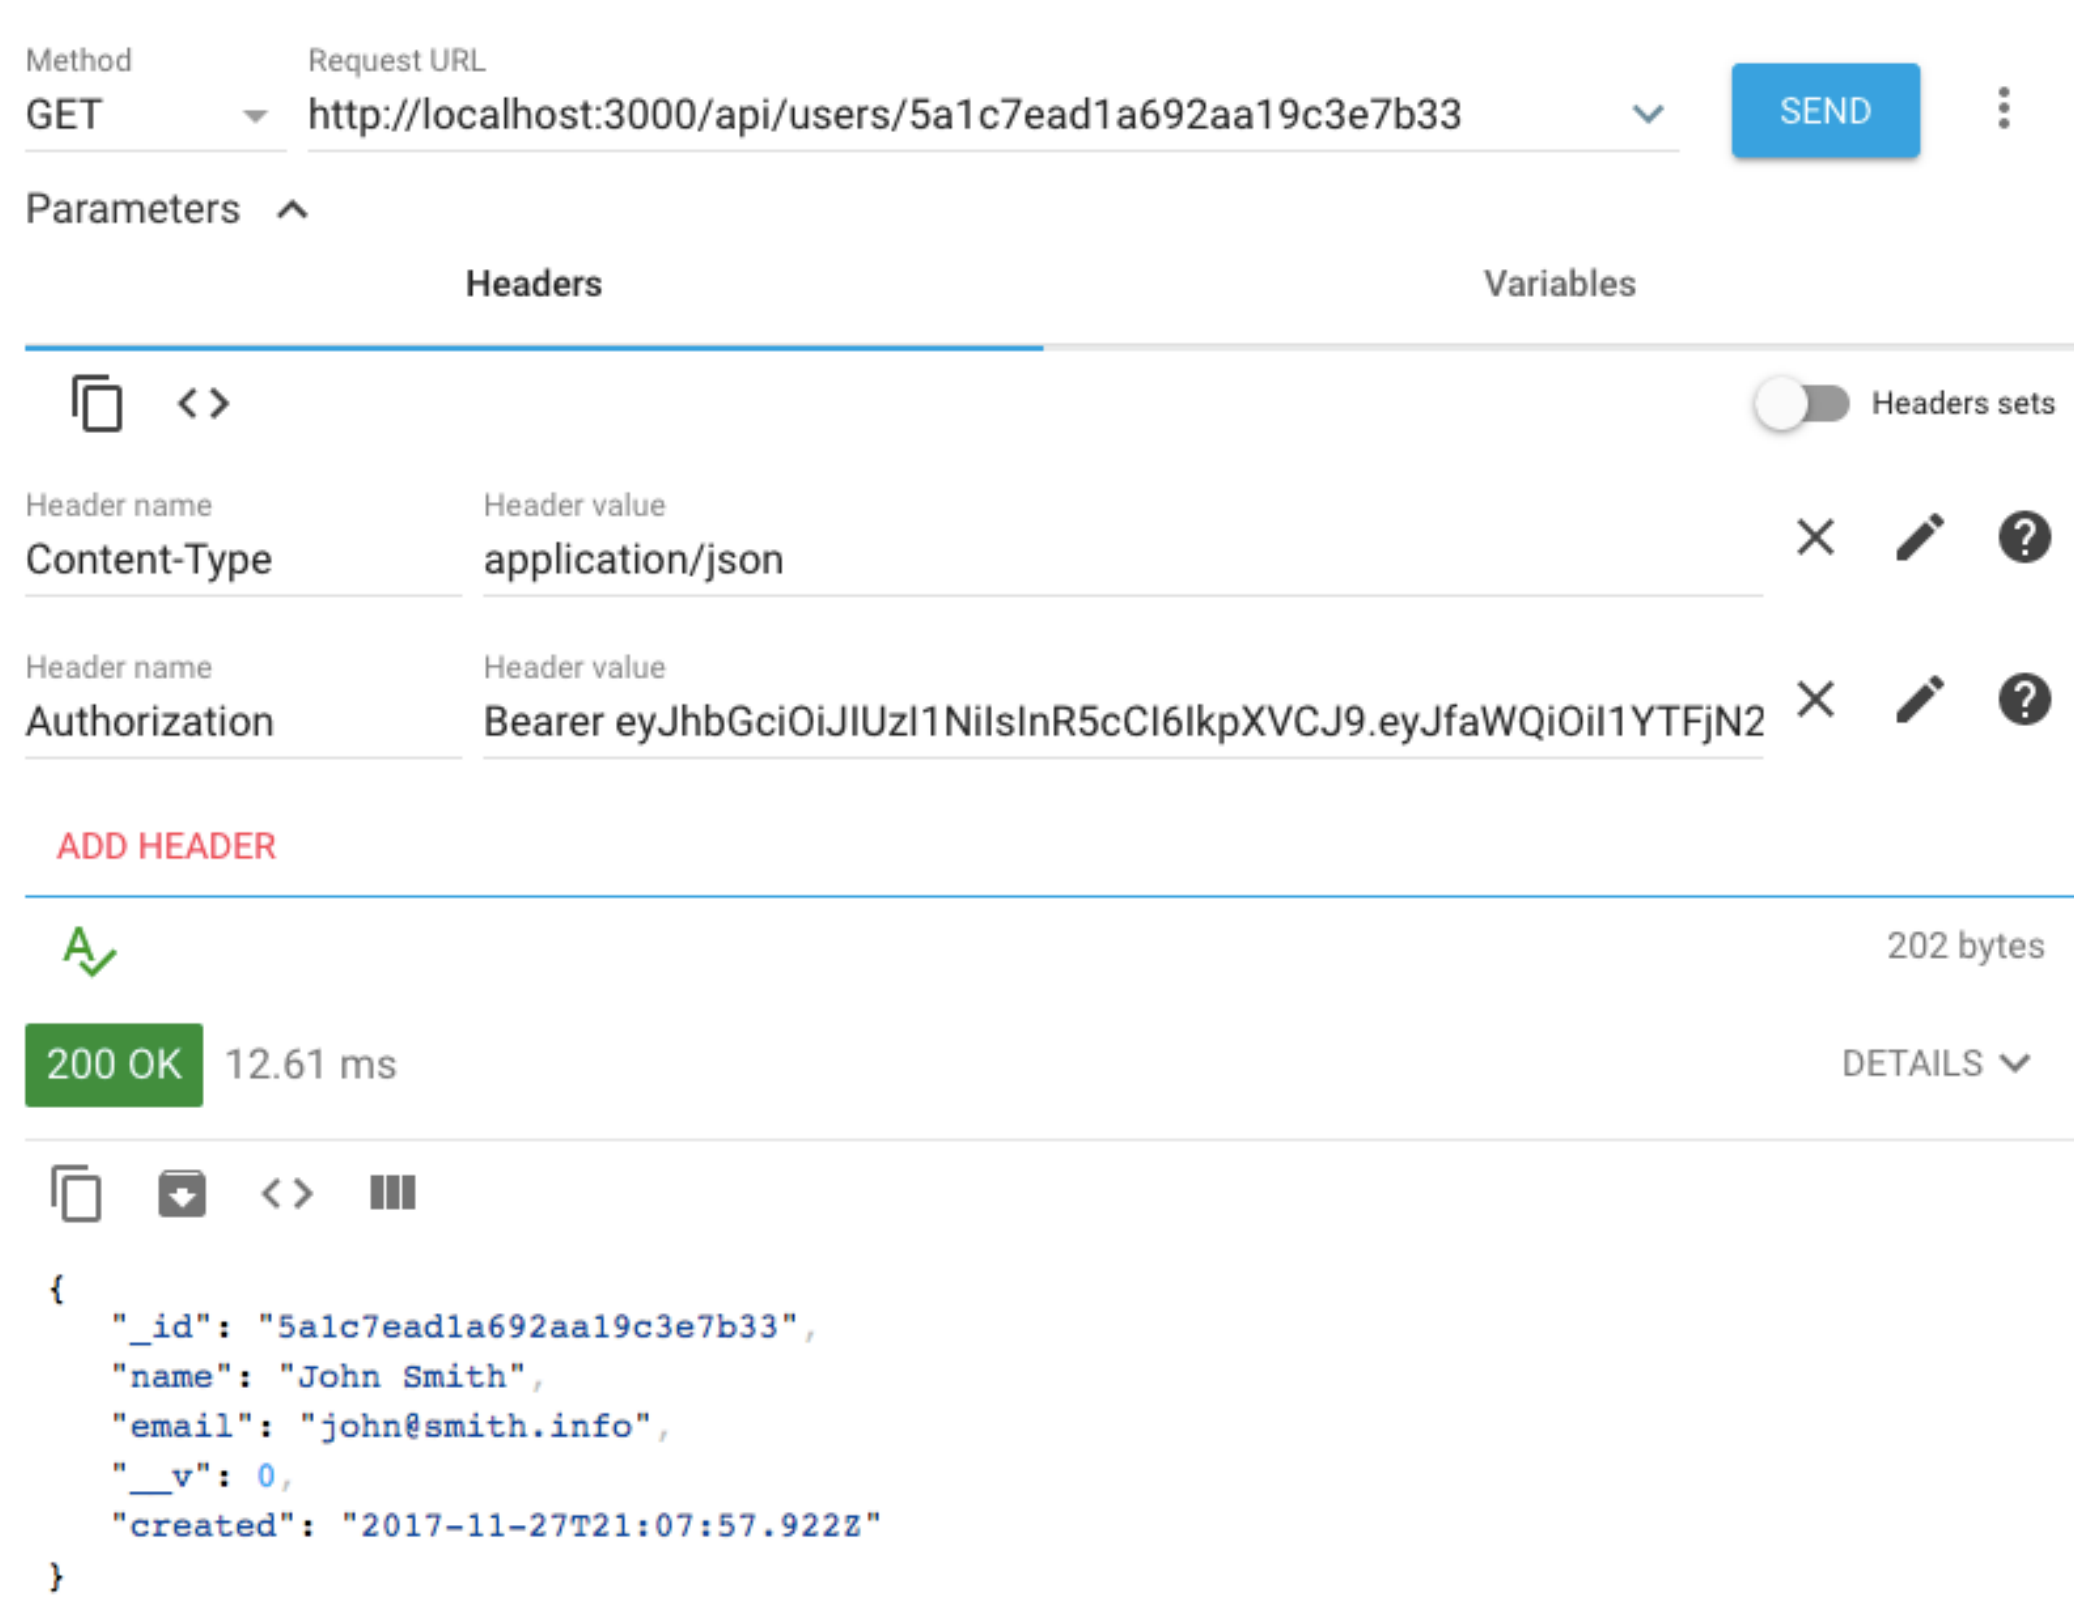 Method
Request URL
GET
http://localhost:3000/api/users/5a1c7ead1a692aa19c3e7b33
SEND
Parameters
Headers
Variables
< >
Headers sets
Header name
Header value
Content-Type
application/json
Header name
Header value
Authorization
Bearer eyJhbGciOiJIUzI1NiIsInR5cCI6IkpXVCJ9.eyJfaWQiOiI1YTFjN2
ADD HEADER
202 bytes
200 OK
12.61 ms
DETAILS
< >
{
"_id": "5a1c7ead1a692aa19c3e7b33",
"name": "John Smith",
"email": "john@smith.info",
"__v": 0,
"created": "2017-11-27T21:07:57.922Z"
}